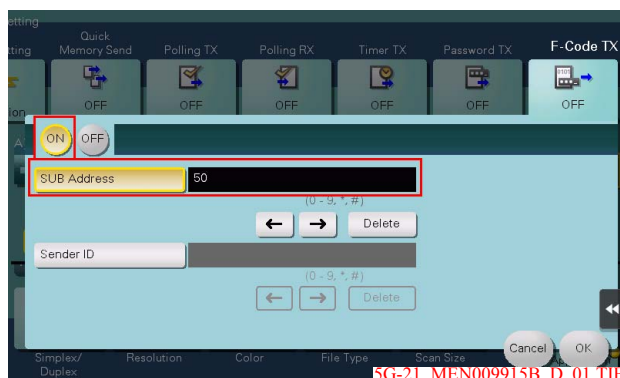 etting
Quick
tting Memory Send Polling TX Polling RX Timer TX Password TX F-Code TX
ion OFF OFF OFF OFF OFF OFF
A ON OFF
SUB Address 50
(0 - 9, *, #)
← → Delete
Sender ID
(0 - 9, *, #)
← → Delete
Cancel OK
Simplex/ Resolution Color File Type Scan Size
Duplex
5G-21_MEN009915B_D_01.TIF